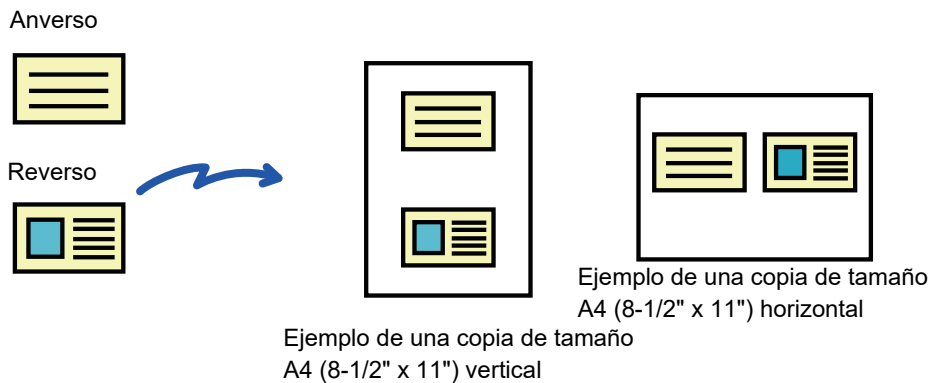 Anverso
Reverso
Ejemplo de una copia de tamaño
A4 (8-1/2" x 11") vertical
Ejemplo de una copia de tamaño
A4 (8-1/2" x 11") horizontal